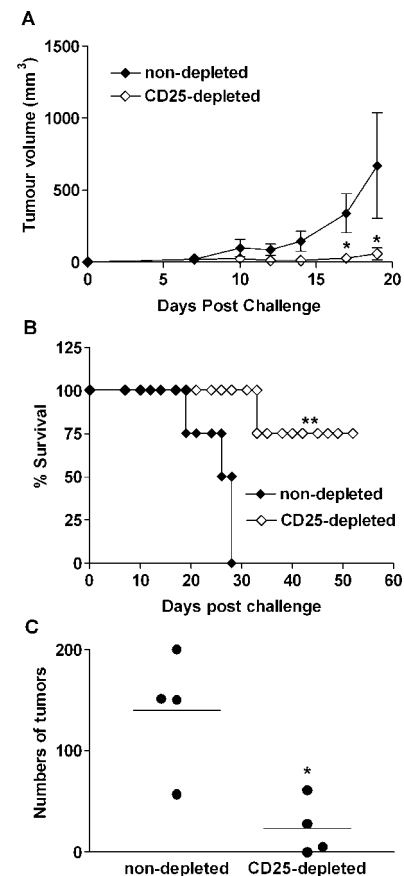 A
Tumour volume (mm3)
1500
1000
500
0
non-depleted
CD25-depleted
*
*
0 5 10 15 20
Days Post Challenge
B
% Survival
125
100
75
50
25
0
**
non-depleted
CD25-depleted
0 10 20 30 40 50 60
Days post challenge
C
Numbers of tumors
200
100
0
*
non-depleted CD25-depleted